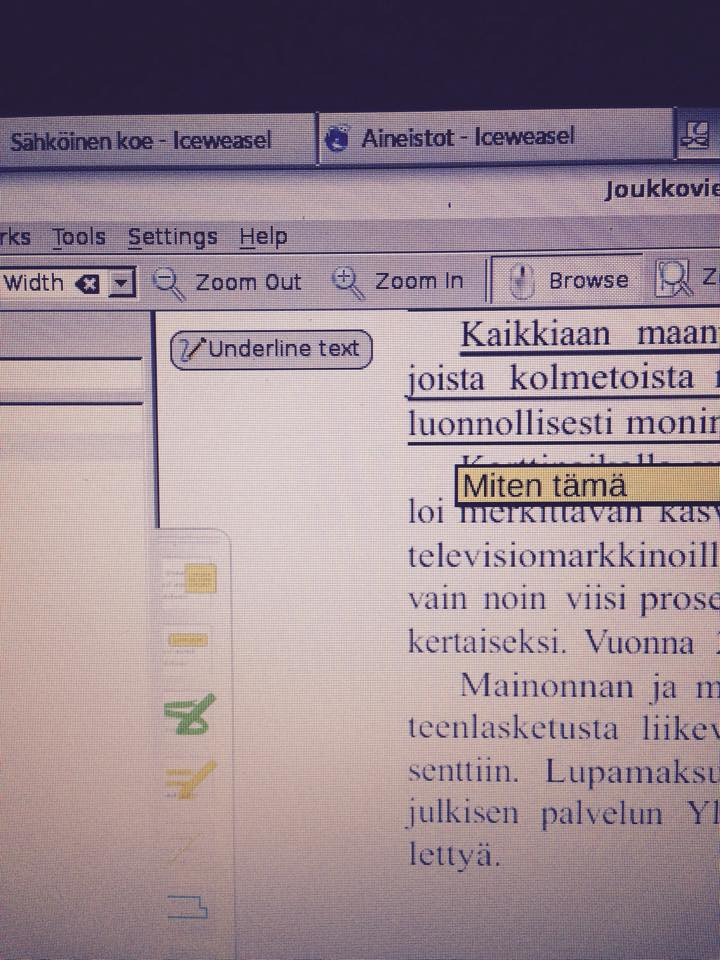 Sähköinen koe - Iceweasel
Aineistot - Iceweasel
Joukkovie
rks Tools Settings Help
Width Zoom Out Zoom In Browse Z
Underline text
Kaikkiaan maan
joista kolmetoista
luonnollisesti monin
Miten tämä
loi merkittävän kasv
televisiomarkkinoill
vain noin viisi prose
kertaiseksi. Vuonna
Mainonnan ja m
teenlasketusta liikev
senttiin. Lupamaksu
julkisen palvelun Yl
lettyä.